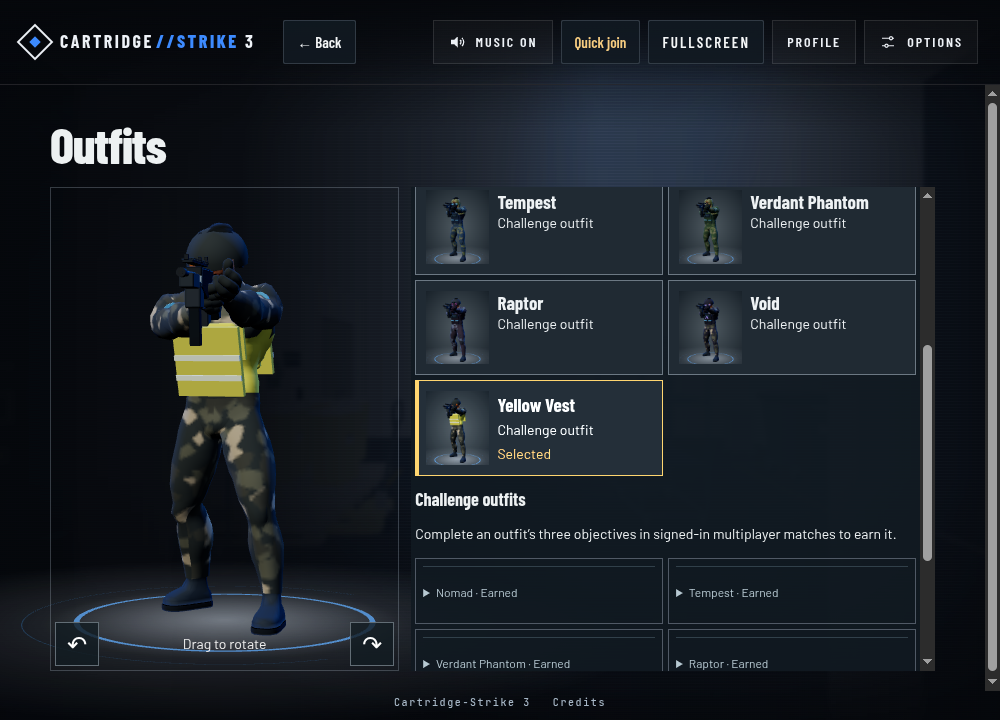 CARTRIDGE//STRIKE 3
← Back
MUSIC ON
Quick join
FULLSCREEN
PROFILE
OPTIONS
Outfits
Tempest
Challenge outfit
Verdant Phantom
Challenge outfit
Raptor
Challenge outfit
Void
Challenge outfit
Yellow Vest
Challenge outfit
Selected
Challenge outfits
Complete an outfit's three objectives in signed-in multiplayer matches to earn it.
Nomad · Earned
Tempest · Earned
Verdant Phantom · Earned
Raptor · Earned
Drag to rotate
Cartridge-Strike 3 Credits